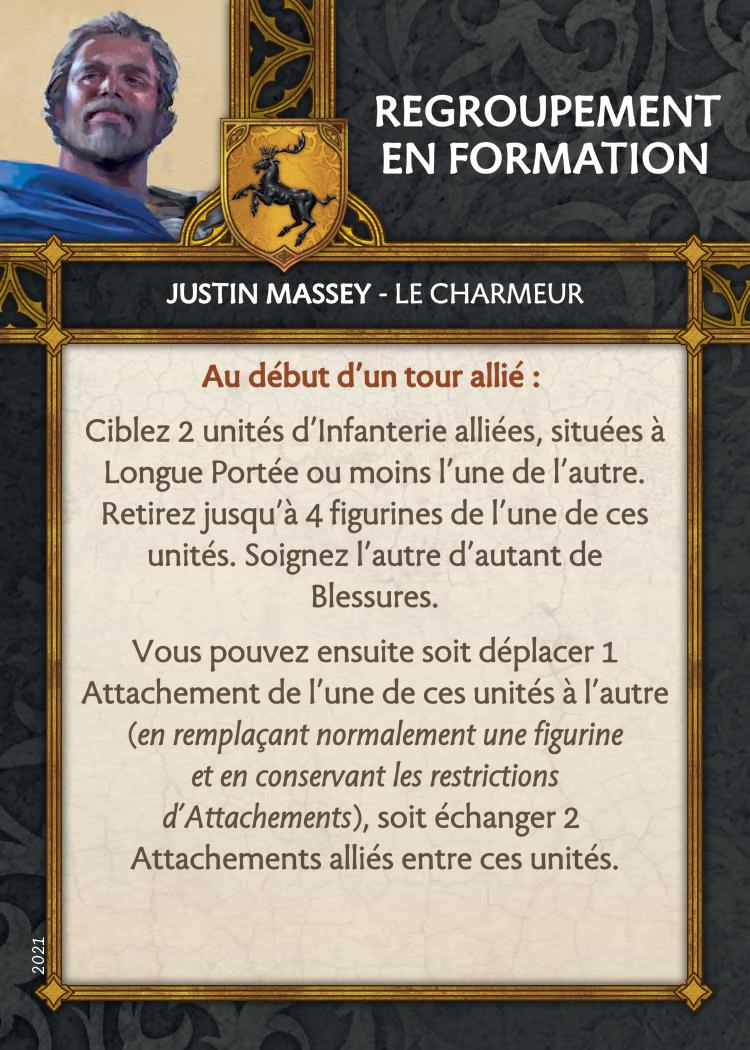 REGROUPEMENT
EN FORMATION
JUSTIN MASSEY - LE CHARMEUR
Au début d’un tour allié :
Ciblez 2 unités d’Infanterie alliées, situées à
Longue Portée ou moins l’une de l’autre.
Retirez jusqu’à 4 figurines de l’une de ces
unités. Soignez l’autre d’autant de
Blessures.
Vous pouvez ensuite soit déplacer 1
Attachement de l’une de ces unités à l’autre
(en remplaçant normalement une figurine
et en conservant les restrictions
d’Attachements), soit échanger 2
Attachements alliés entre ces unités.
2021